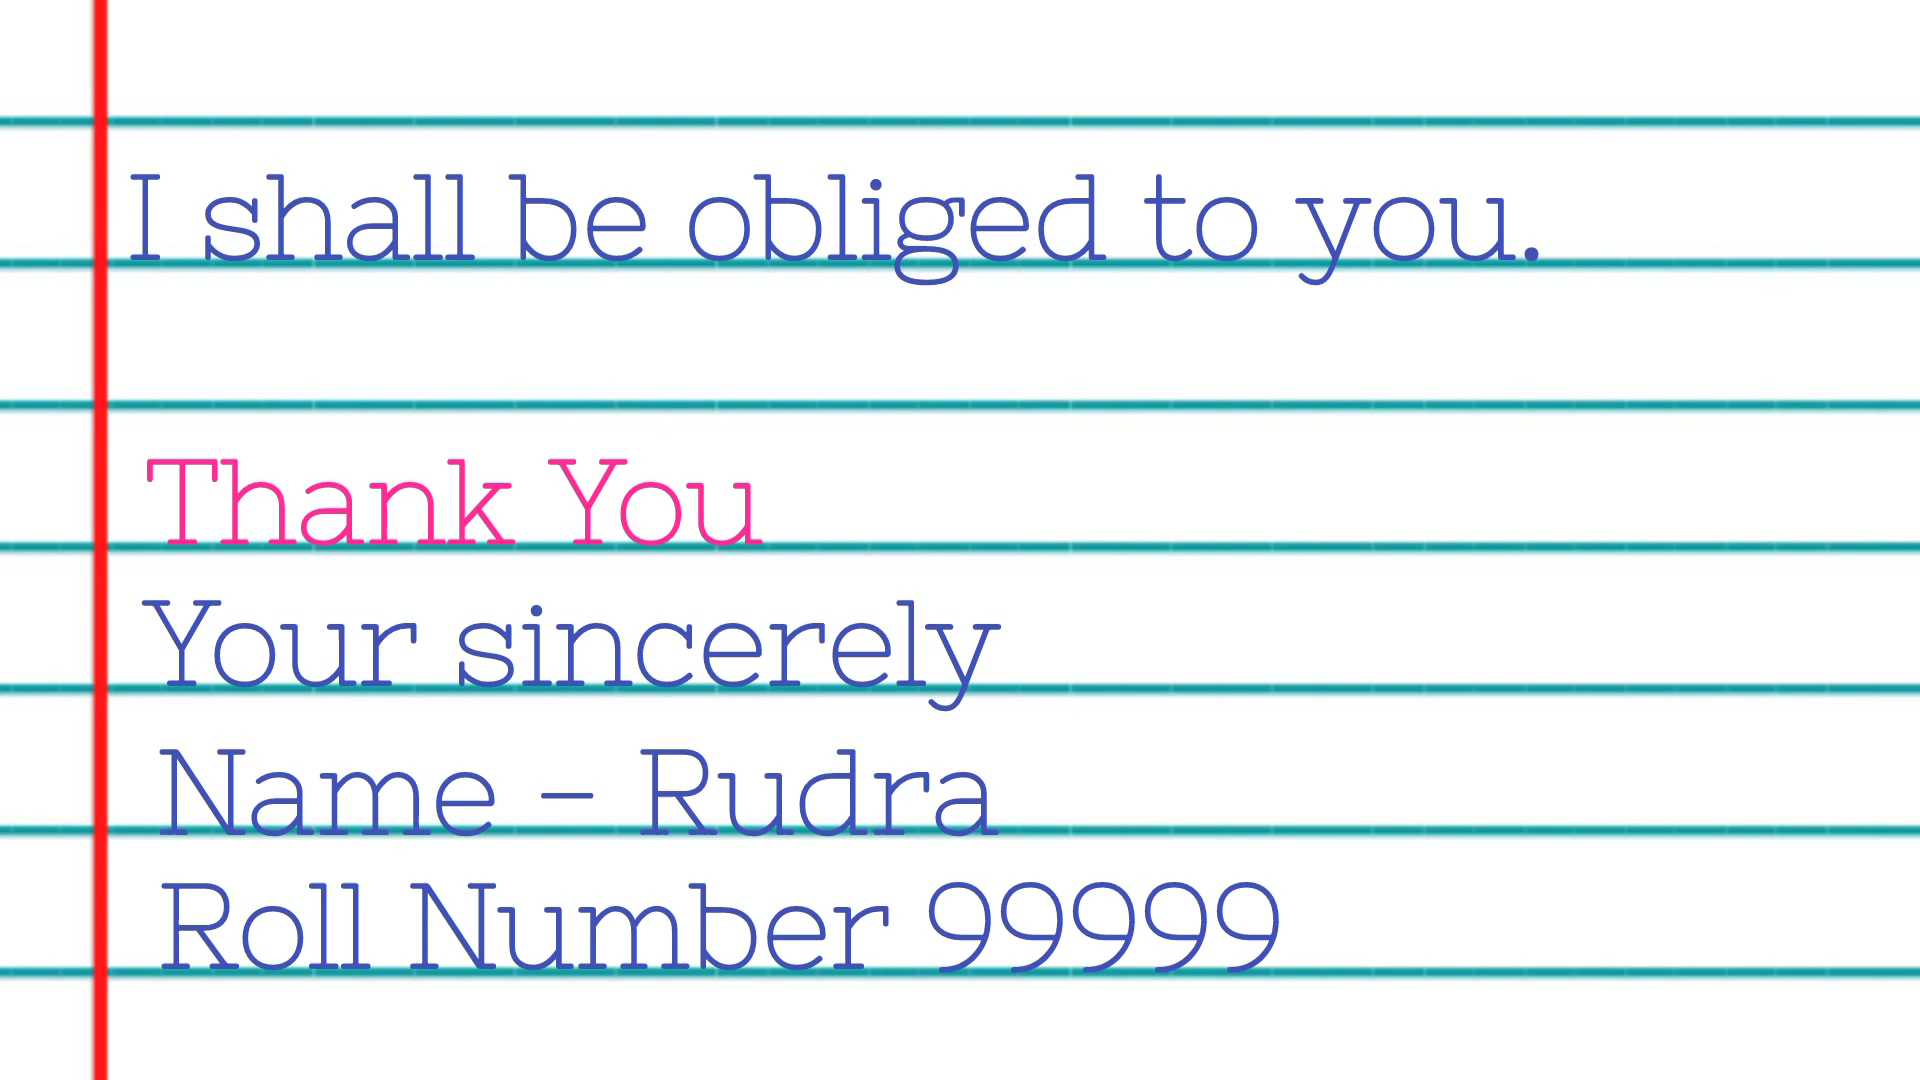 I shall be obliged to you.
Thank You
Your sincerely
Name - Rudra
Roll Number 99999